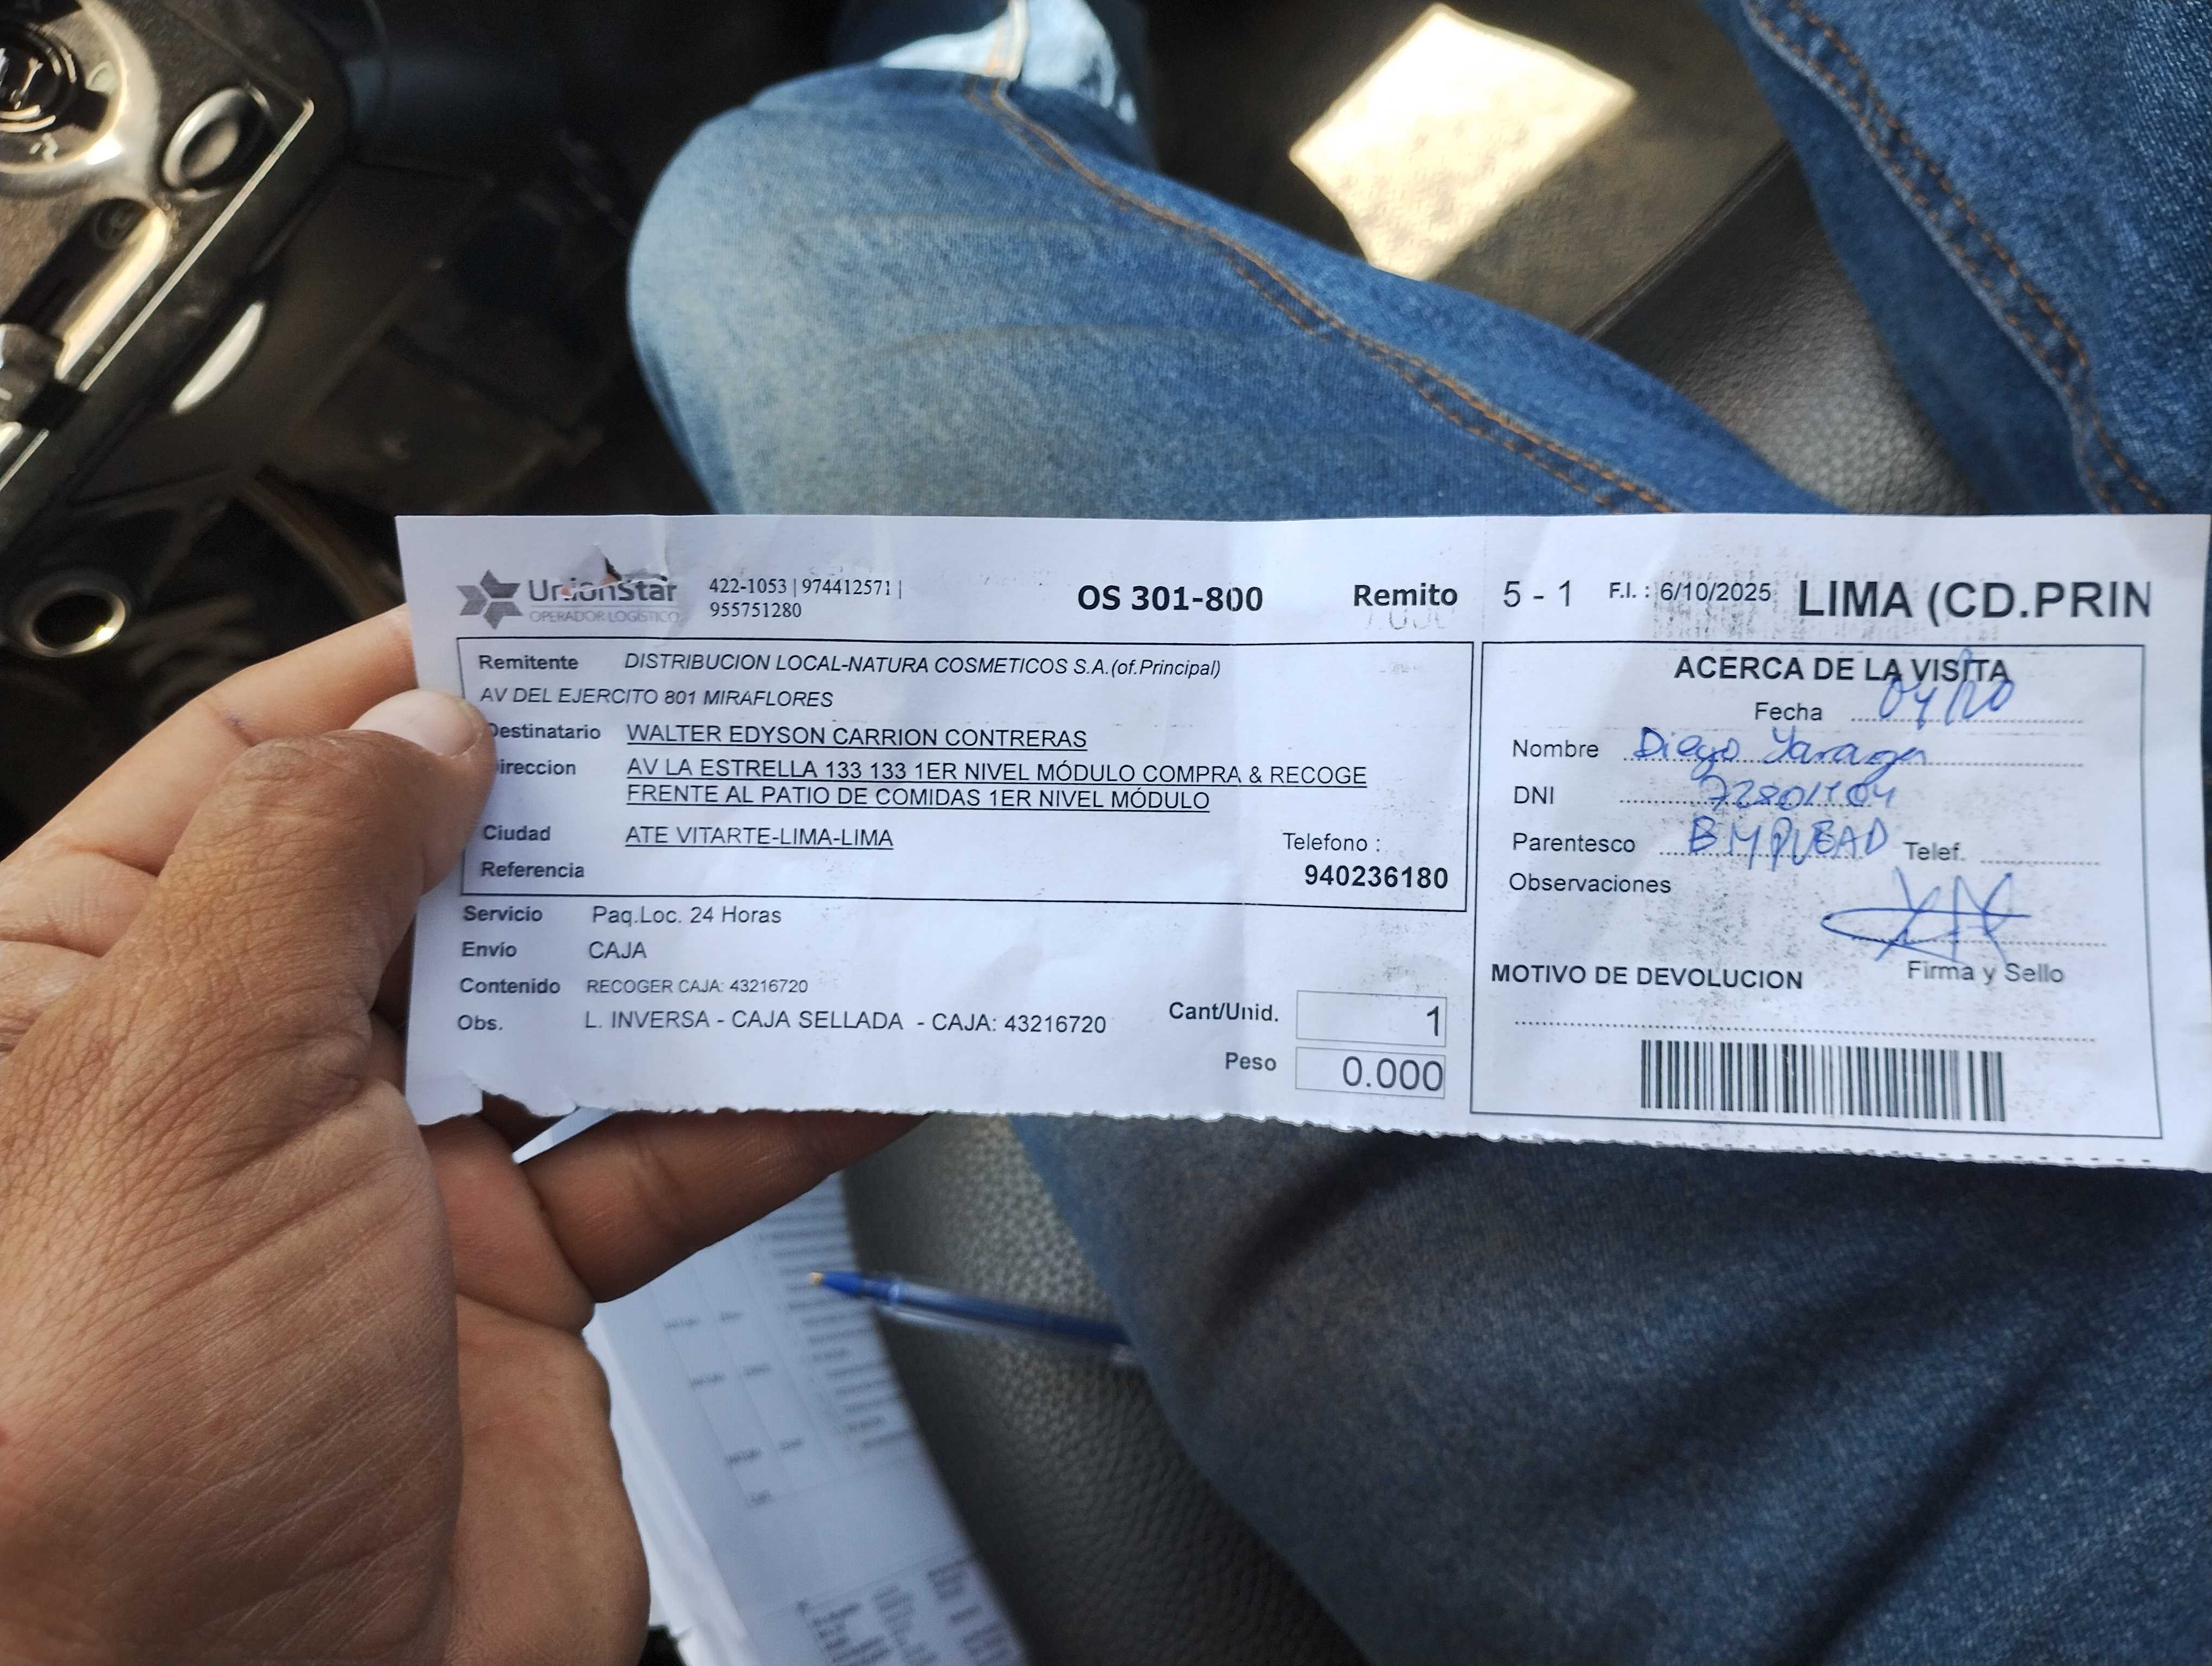 UnionStar
OPERADOR LOGISTICO
422-1053 | 974412571 |
955751280
OS 301-800
Remito 5 - 1
F.I. : 6/10/2025
LIMA (CD.PRIN
Remitente DISTRIBUCION LOCAL-NATURA COSMETICOS S.A.(of.Principal)
AV DEL EJERCITO 801 MIRAFLORES
Destinatario WALTER EDYSON CARRION CONTRERAS
Direccion AV LA ESTRELLA 133 133 1ER NIVEL MÓDULO COMPRA & RECOGE
FRENTE AL PATIO DE COMIDAS 1ER NIVEL MÓDULO
Ciudad ATE VITARTE-LIMA-LIMA
Telefono :
Referencia
940236180
Servicio Paq.Loc. 24 Horas
Envío CAJA
Contenido RECOGER CAJA: 43216720
Obs. L. INVERSA - CAJA SELLADA - CAJA: 43216720
Cant/Unid. 1
Peso 0.000
ACERCA DE LA VISITA
Fecha
Nombre Diego
DNI
Parentesco
Telef.
Observaciones
Firma y Sello
MOTIVO DE DEVOLUCION